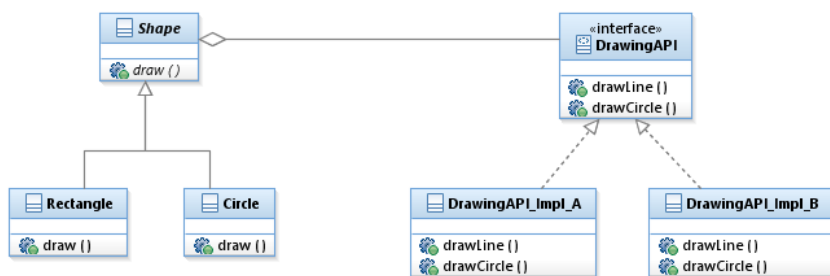 Shape
draw ()
«interface»
DrawingAPI
drawLine ()
drawCircle ()
Rectangle
draw ()
Circle
draw ()
DrawingAPI_Impl_A
drawLine ()
drawCircle ()
DrawingAPI_Impl_B
drawLine ()
drawCircle ()